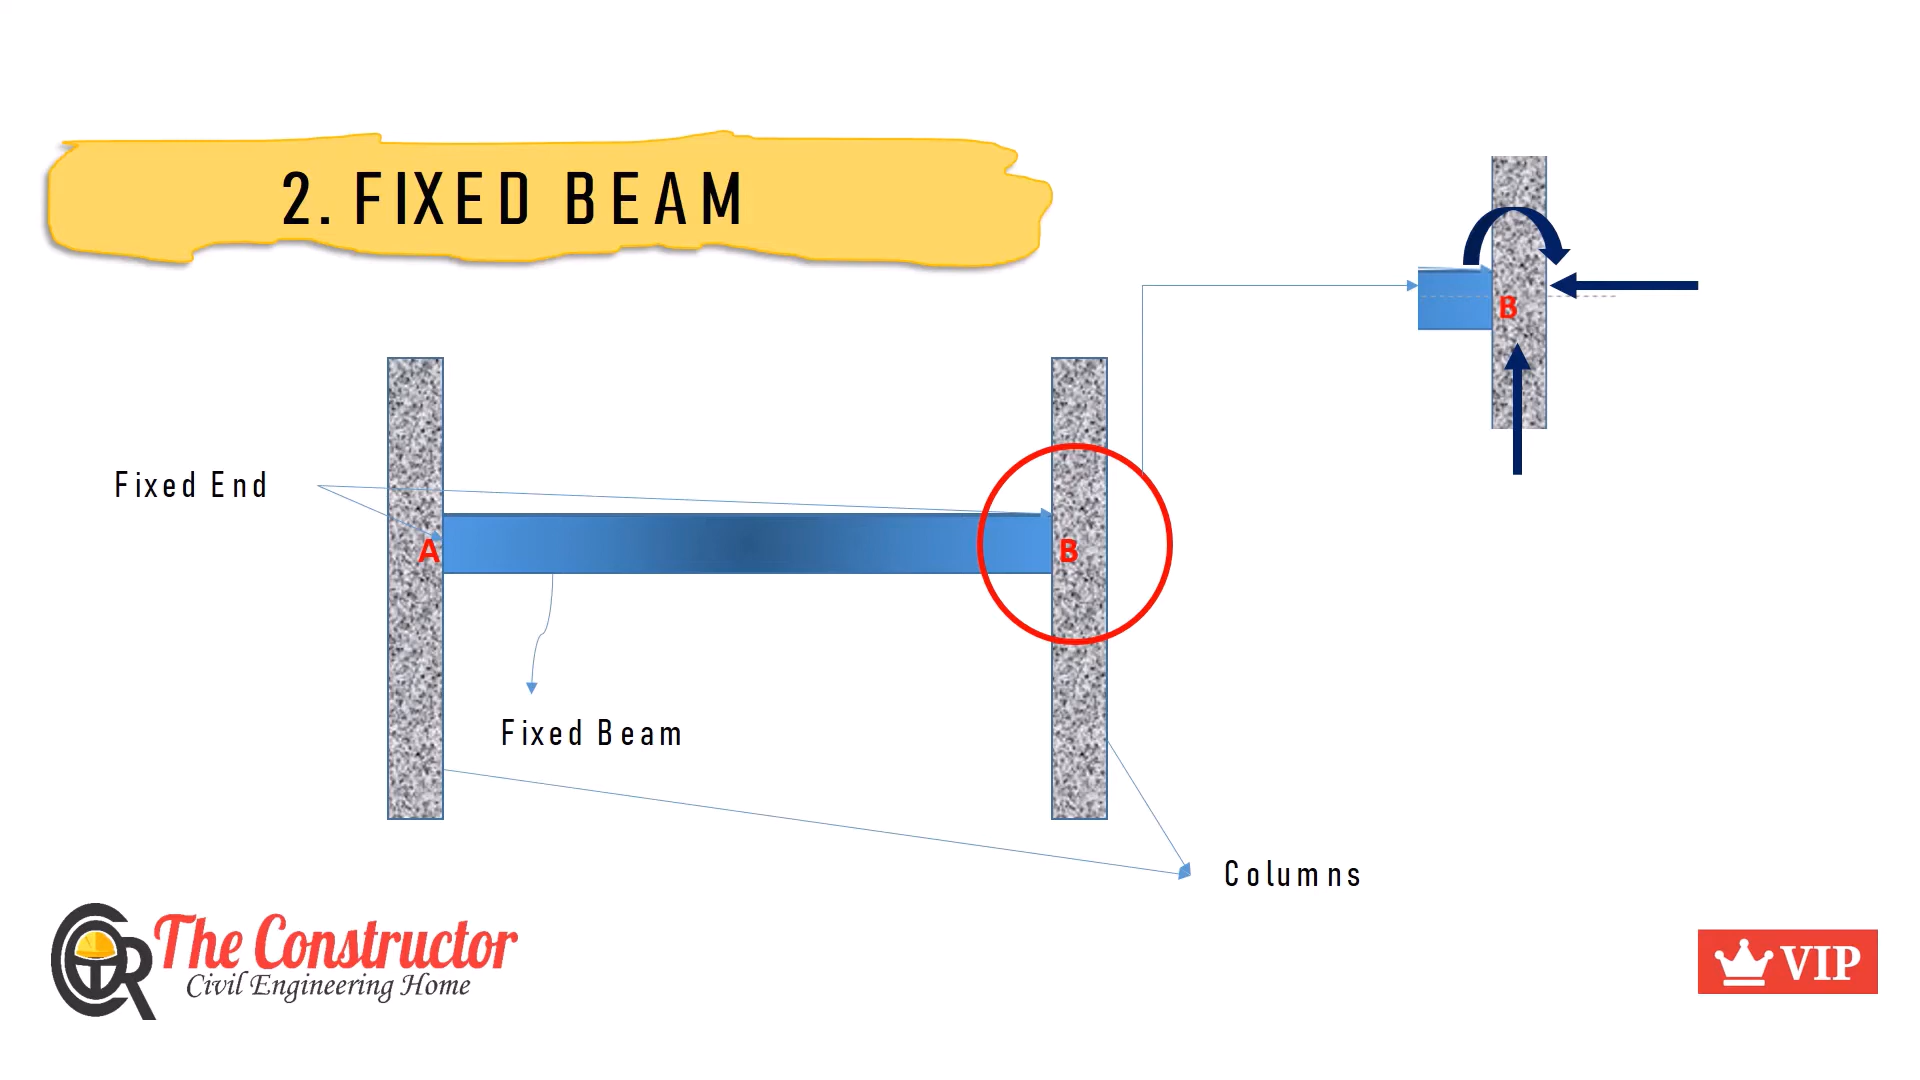 2. FIXED BEAM
B
Fixed End
A
B
Fixed Beam
Columns
The Constructor
Civil Engineering Home
VIP